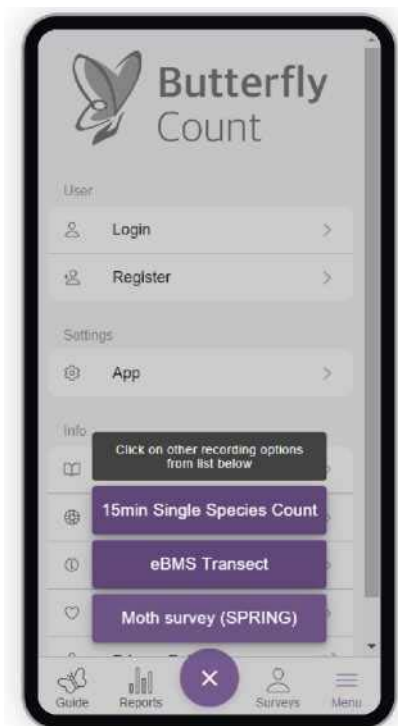 Butterfly
Count
User
Login
Register
Settings
App
Info
Click on other recording options
from list below
15min Single Species Count
eBMS Transect
Moth survey (SPRING)
Guide
Reports
Surveys
Menu